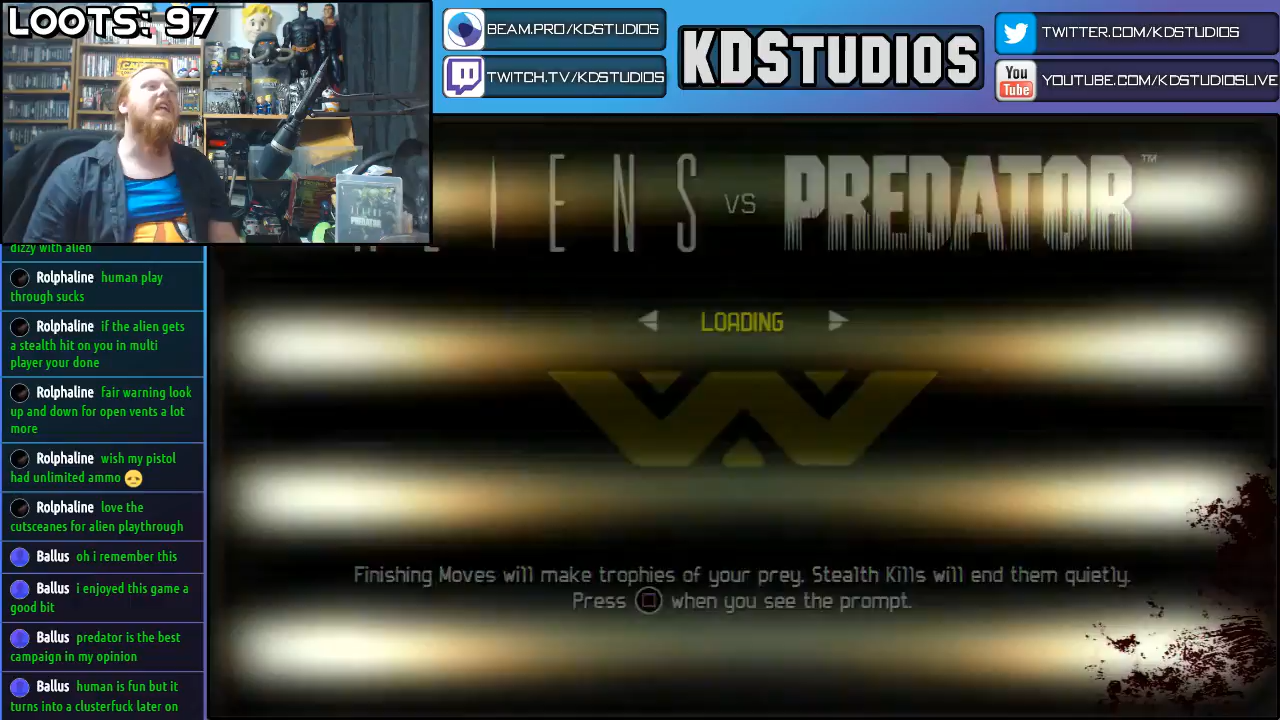 LOOTS: 97
BEAM.PRO/KDSTUDIOS
TWITCH.TV/KDSTUDIOS
KDSTUDIOS
TWITTER.COM/KDSTUDIOS
You
Tube
YOUTUBE.COM/KDSTUDIOSLIVE
ALIENS VS PREDATOR™
LOADING
Finishing Moves will make trophies of your prey. Stealth Kills will end them quietly.
Press when you see the prompt.
dizzy with alien
Rolphaline human play
through sucks
Rolphaline if the alien gets
a stealth hit on you in multi
player your done
Rolphaline fair warning look
up and down for open vents a lot
more
Rolphaline wish my pistol
had unlimited ammo 😞
Rolphaline love the
cutsceanes for alien playthrough
Ballus oh i remember this
Ballus i enjoyed this game a
good bit
Ballus predator is the best
campaign in my opinion
Ballus human is fun but it
turns into a clusterfuck later on
PREDATOR